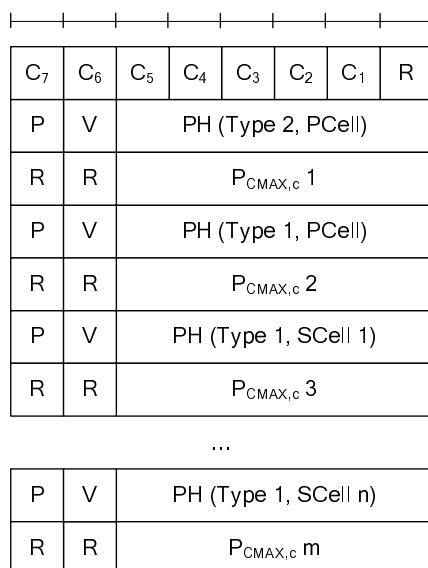 C7 C6 C5 C4 C3 C2 C1 R
P V PH (Type 2, PCell)
R R PCMAX,c 1
P V PH (Type 1, PCell)
R R PCMAX,c 2
P V PH (Type 1, SCell 1)
R R PCMAX,c 3
...
P V PH (Type 1, SCell n)
R R PCMAX,c m